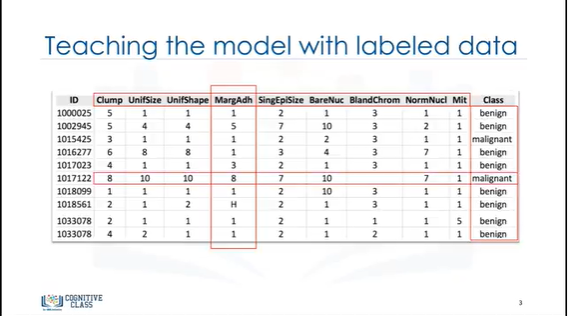 Teaching the model with labeled data
ID Clump UnifSize UnifShape MargAdh SingEpiSize BareNuc BlandChrom NormNucl Mit Class
1000025 5 1 1 1 2 1 3 1 1 benign
1002945 5 4 4 5 7 10 3 2 1 benign
1015425 3 1 1 1 2 2 3 1 1 malignant
1016277 6 8 8 1 3 4 3 7 1 benign
1017023 4 1 1 3 2 1 3 1 1 benign
1017122 8 10 10 8 7 10 7 1 malignant
1018099 1 1 1 1 2 10 3 1 1 benign
1018561 2 1 2 H 2 1 3 1 1 benign
1033078 2 1 1 1 2 1 1 1 5 benign
1033078 4 2 1 1 2 1 2 1 1 benign
COGNITIVE
CLASS
3